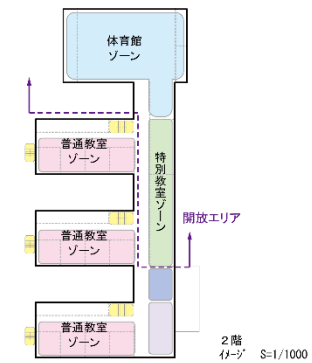 体育館
ゾーン
普通教室
ゾーン
特別教室ゾーン
開放エリア
普通教室
ゾーン
普通教室
ゾーン
2階
ｲﾒｰｼﾞ S=1/1000